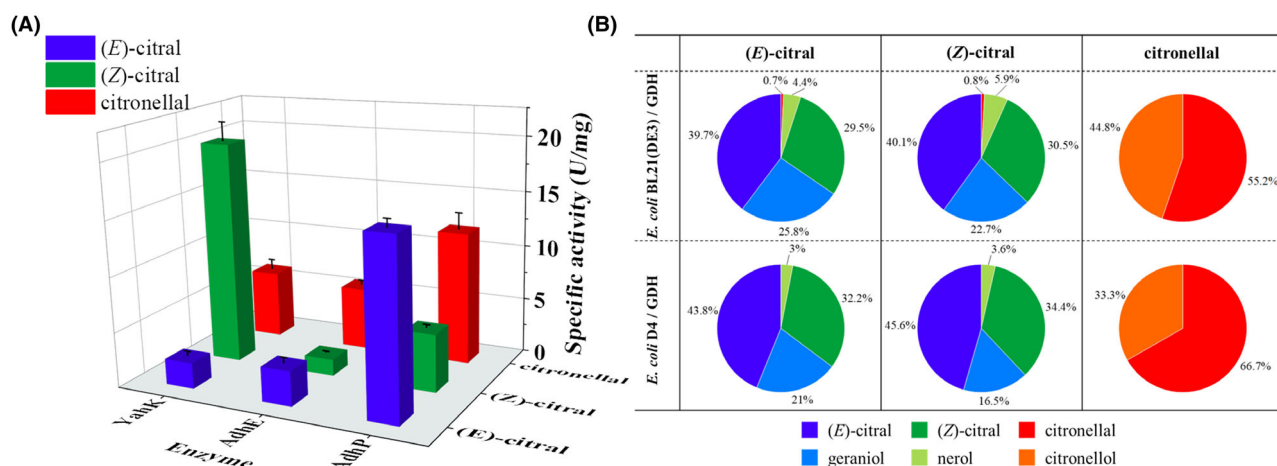 (A)
(E)-citral
(Z)-citral
citronellal
20
15
10
5
0
Specific activity (U/mg)
YahK
AdhE
AdhP
Enzyme
citronellal
(Z)-citral
(E)-citral
(B)
(E)-citral (Z)-citral citronellal
E. coli BL21(DE3) / GDH
0.7% 4.4%
39.7% 29.5%
25.8%
0.8% 5.9%
40.1% 30.5%
22.7%
44.8%
55.2%
E. coli D4 / GDH
3%
43.8% 32.2%
21%
3.6%
45.6% 34.4%
16.5%
33.3%
66.7%
(E)-citral (Z)-citral citronellal
geraniol nerol citronellol